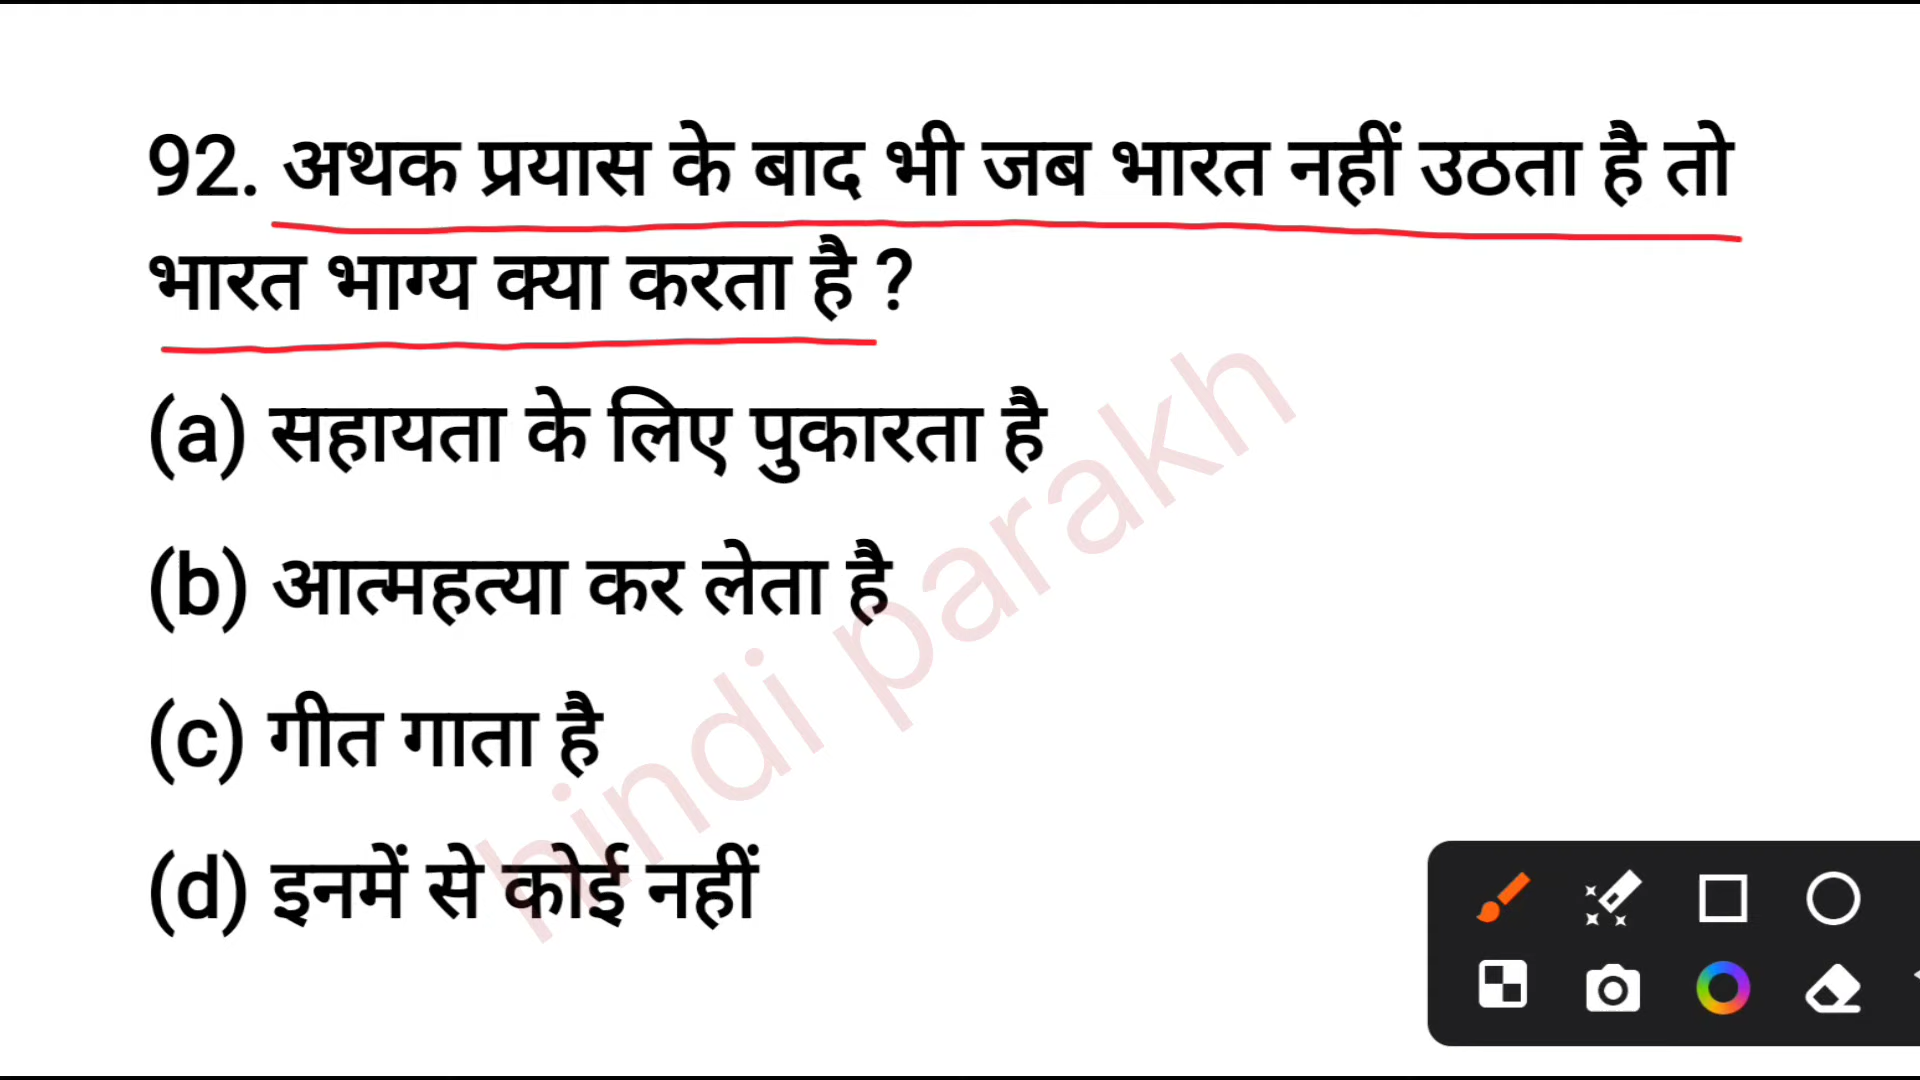 92. अथक प्रयास के बाद भी जब भारत नहीं उठता है तो
भारत भाग्य क्या करता है ?
(a) सहायता के लिए पुकारता है
(b) आत्महत्या कर लेता है
(c) गीत गाता है
(d) इनमें से कोई नहीं
hindi parakh